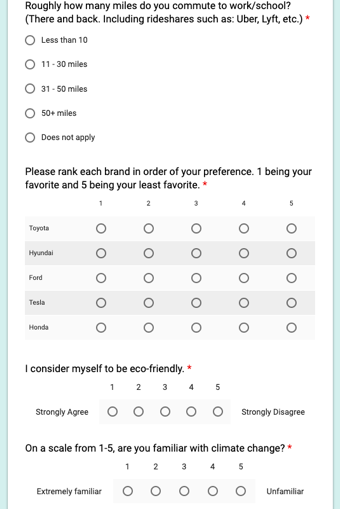 Roughly how many miles do you commute to work/school?
(There and back. Including rideshares such as: Uber, Lyft, etc.) *
Less than 10
11 - 30 miles
31 - 50 miles
50+ miles
Does not apply
Please rank each brand in order of your preference. 1 being your
favorite and 5 being your least favorite. *
1 2 3 4 5
Toyota
Hyundai
Ford
Tesla
Honda
I consider myself to be eco-friendly. *
1 2 3 4 5
Strongly Agree Strongly Disagree
On a scale from 1-5, are you familiar with climate change? *
1 2 3 4 5
Extremely familiar Unfamiliar